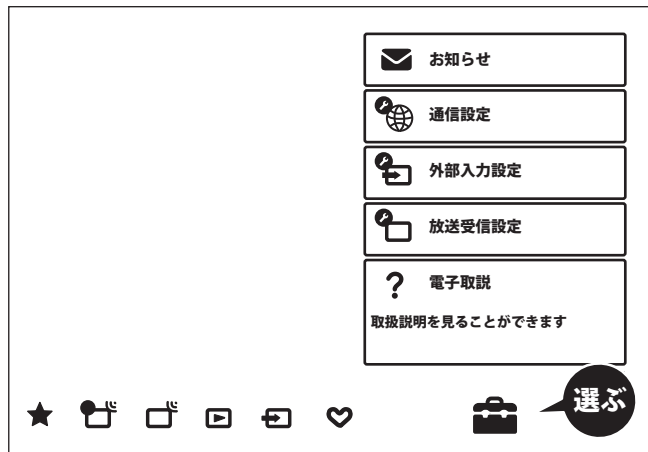 お知らせ
通信設定
外部入力設定
放送受信設定
電子取説
取扱説明を見ることができます
選ぶ